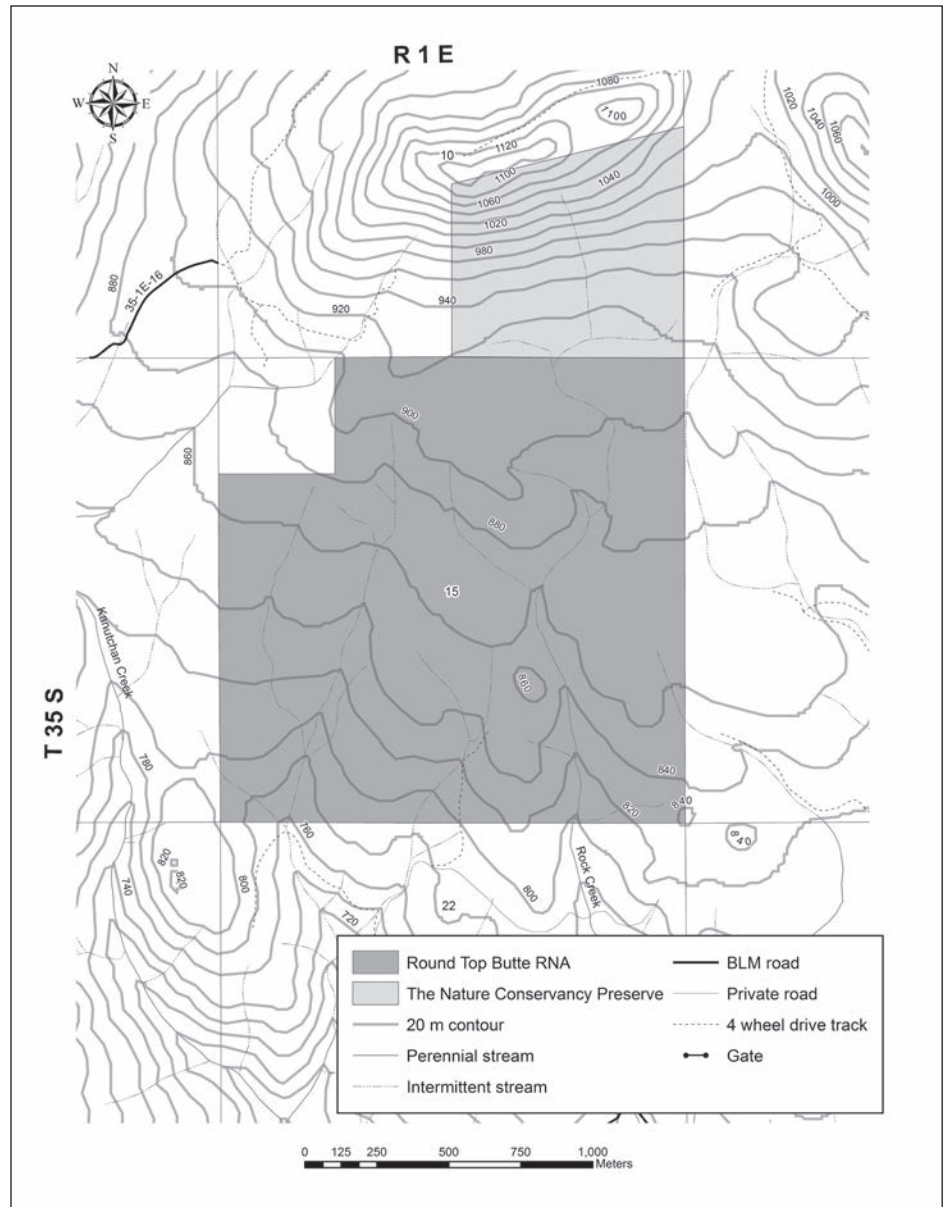 R 1 E
N
W E
S
1080
1100
1020
1040
1060
10
1120
1100
1040
1060
1020
1000
980
880
35-1E-16
940
920
900
860
880
15
Kanutchan Creek
860
T 35 S
780
840
840
820
760
840
820
820
800
Rock Creek
740
800
22
720
Round Top Butte RNA
The Nature Conservancy Preserve
20 m contour
Perennial stream
Intermittent stream
BLM road
Private road
4 wheel drive track
Gate
0 125 250 500 750 1,000
Meters